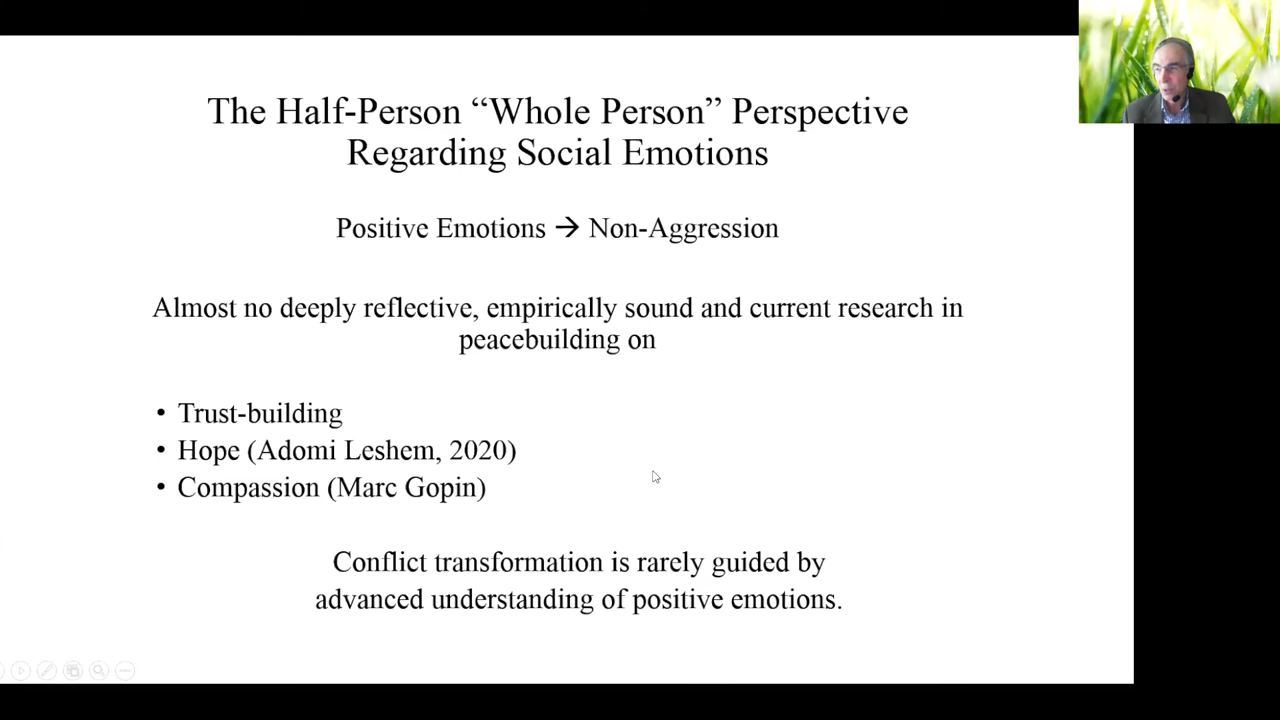 The Half-Person “Whole Person” Perspective
Regarding Social Emotions
Positive Emotions → Non-Aggression
Almost no deeply reflective, empirically sound and current research in
peacebuilding on
• Trust-building
• Hope (Adomi Leshem, 2020)
• Compassion (Marc Gopin)
Conflict transformation is rarely guided by
advanced understanding of positive emotions.